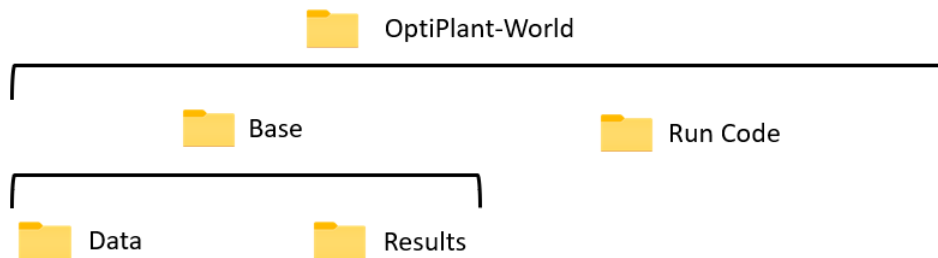 OptiPlant-World
Base
Run Code
Data
Results